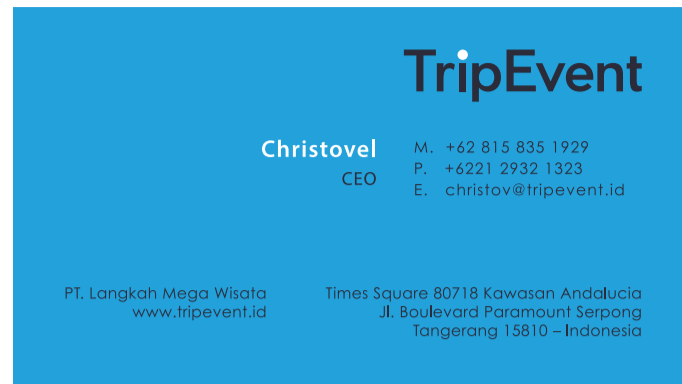 TripEvent
Christovel
CEO
M. +62 815 835 1929
P. +6221 2932 1323
E. christov@tripevent.id
PT. Langkah Mega Wisata
www.tripevent.id
Times Square 80718 Kawasan Andalucia
Jl. Boulevard Paramount Serpong
Tangerang 15810 – Indonesia